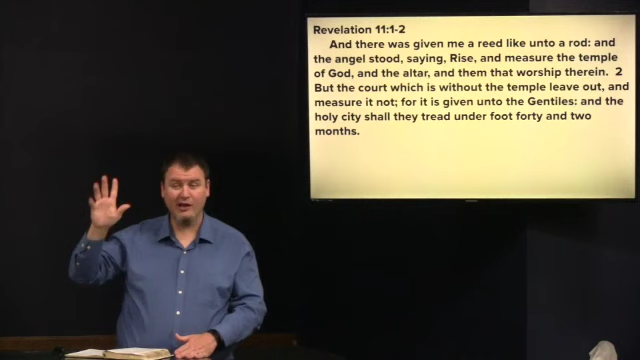 Revelation 11:1-2
And there was given me a reed like unto a rod: and
the angel stood, saying, Rise, and measure the temple
of God, and the altar, and them that worship therein. 2
But the court which is without the temple leave out, and
measure it not; for it is given unto the Gentiles: and the
holy city shall they tread under foot forty and two
months.